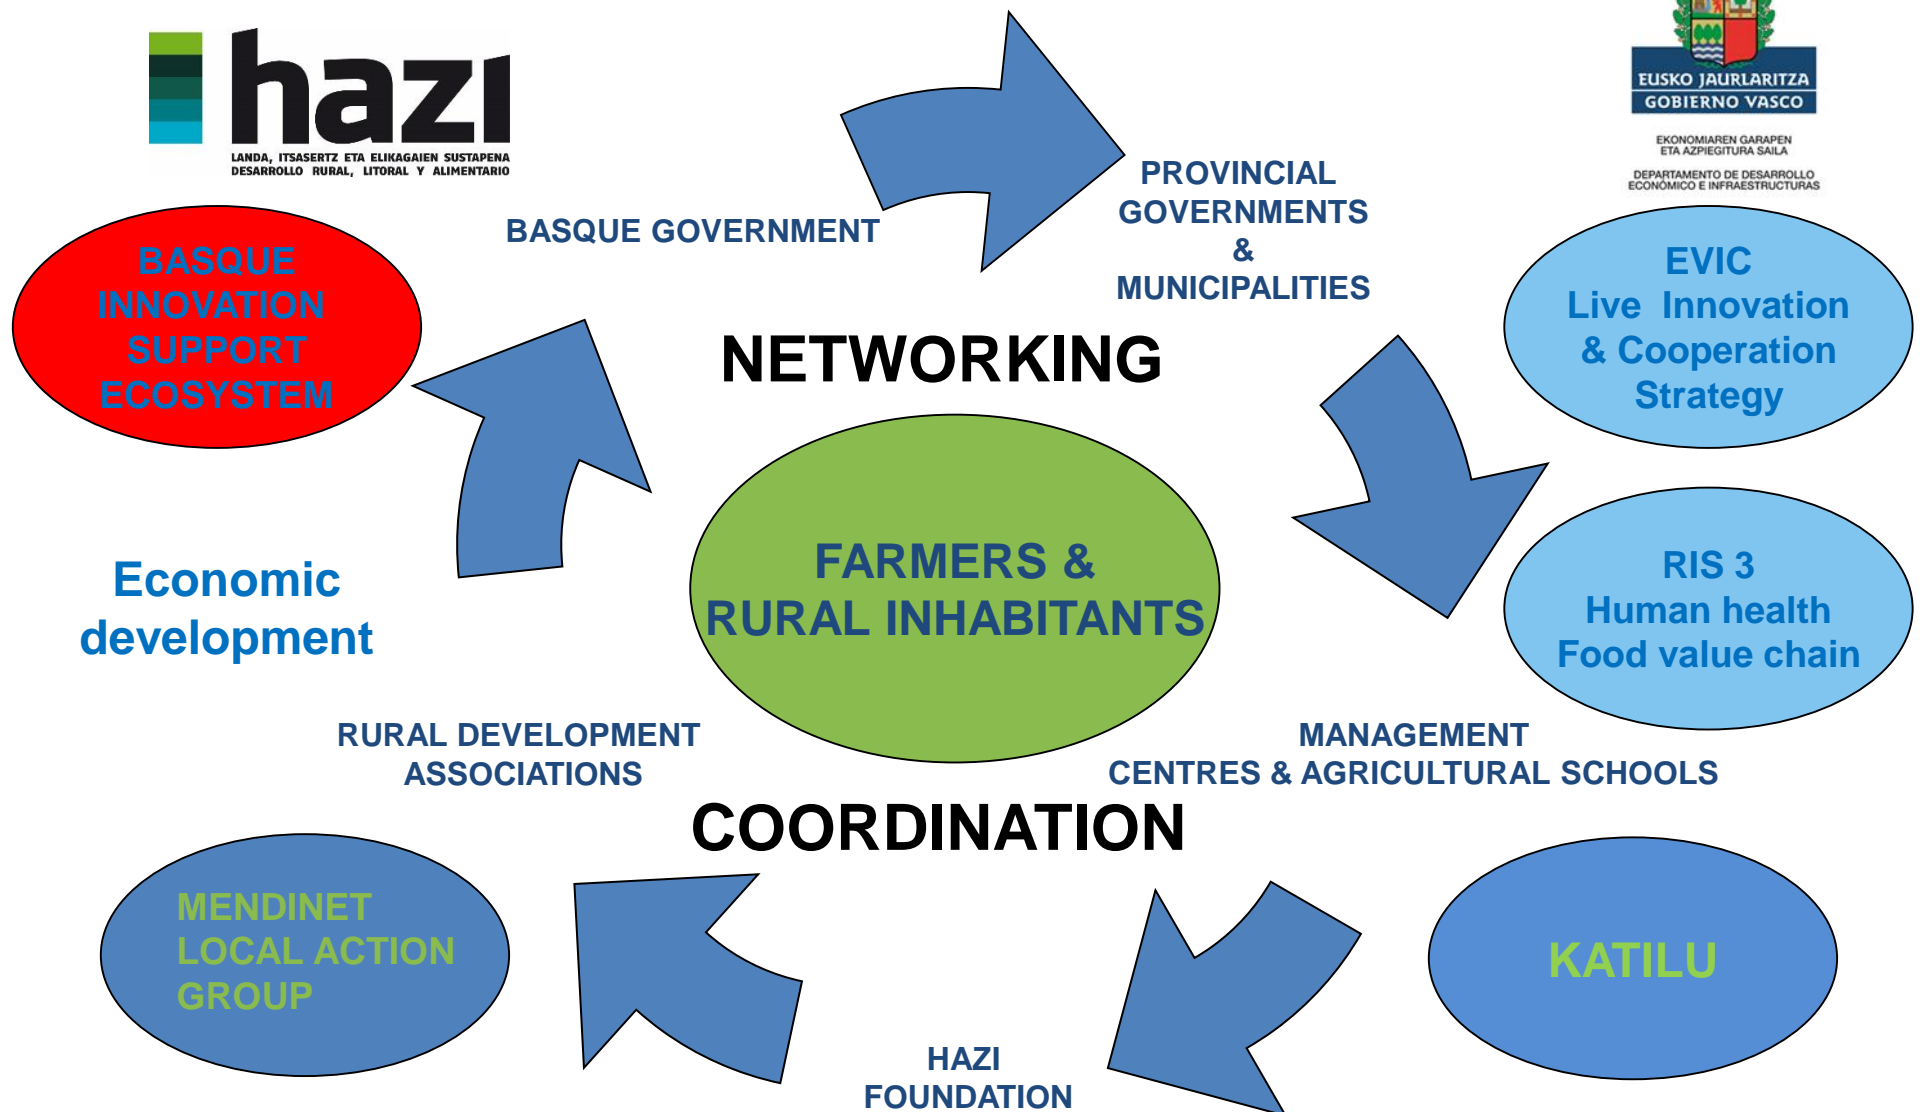 hazi
LANDA, ITSASERTZ ETA ELIKAGAIEN SUSTAPENA
DESARROLLO RURAL, LITORAL Y ALIMENTARIO
EUSKO JAURLARITZA
GOBIERNO VASCO
EKONOMIAREN GARAPEN
ETA AZPIEGITURA SAILA
DEPARTAMENTO DE DESARROLLO
ECONÓMICO E INFRAESTRUCTURAS
BASQUE GOVERNMENT
PROVINCIAL
GOVERNMENTS
&
MUNICIPALITIES
BASQUE
INNOVATION
SUPPORT
ECOSYSTEM
EVIC
Live Innovation
& Cooperation
Strategy
NETWORKING
FARMERS &
RURAL INHABITANTS
Economic
development
RIS 3
Human health
Food value chain
RURAL DEVELOPMENT
ASSOCIATIONS
MANAGEMENT
CENTRES & AGRICULTURAL SCHOOLS
COORDINATION
MENDINET
LOCAL ACTION
GROUP
KATILU
HAZI
FOUNDATION